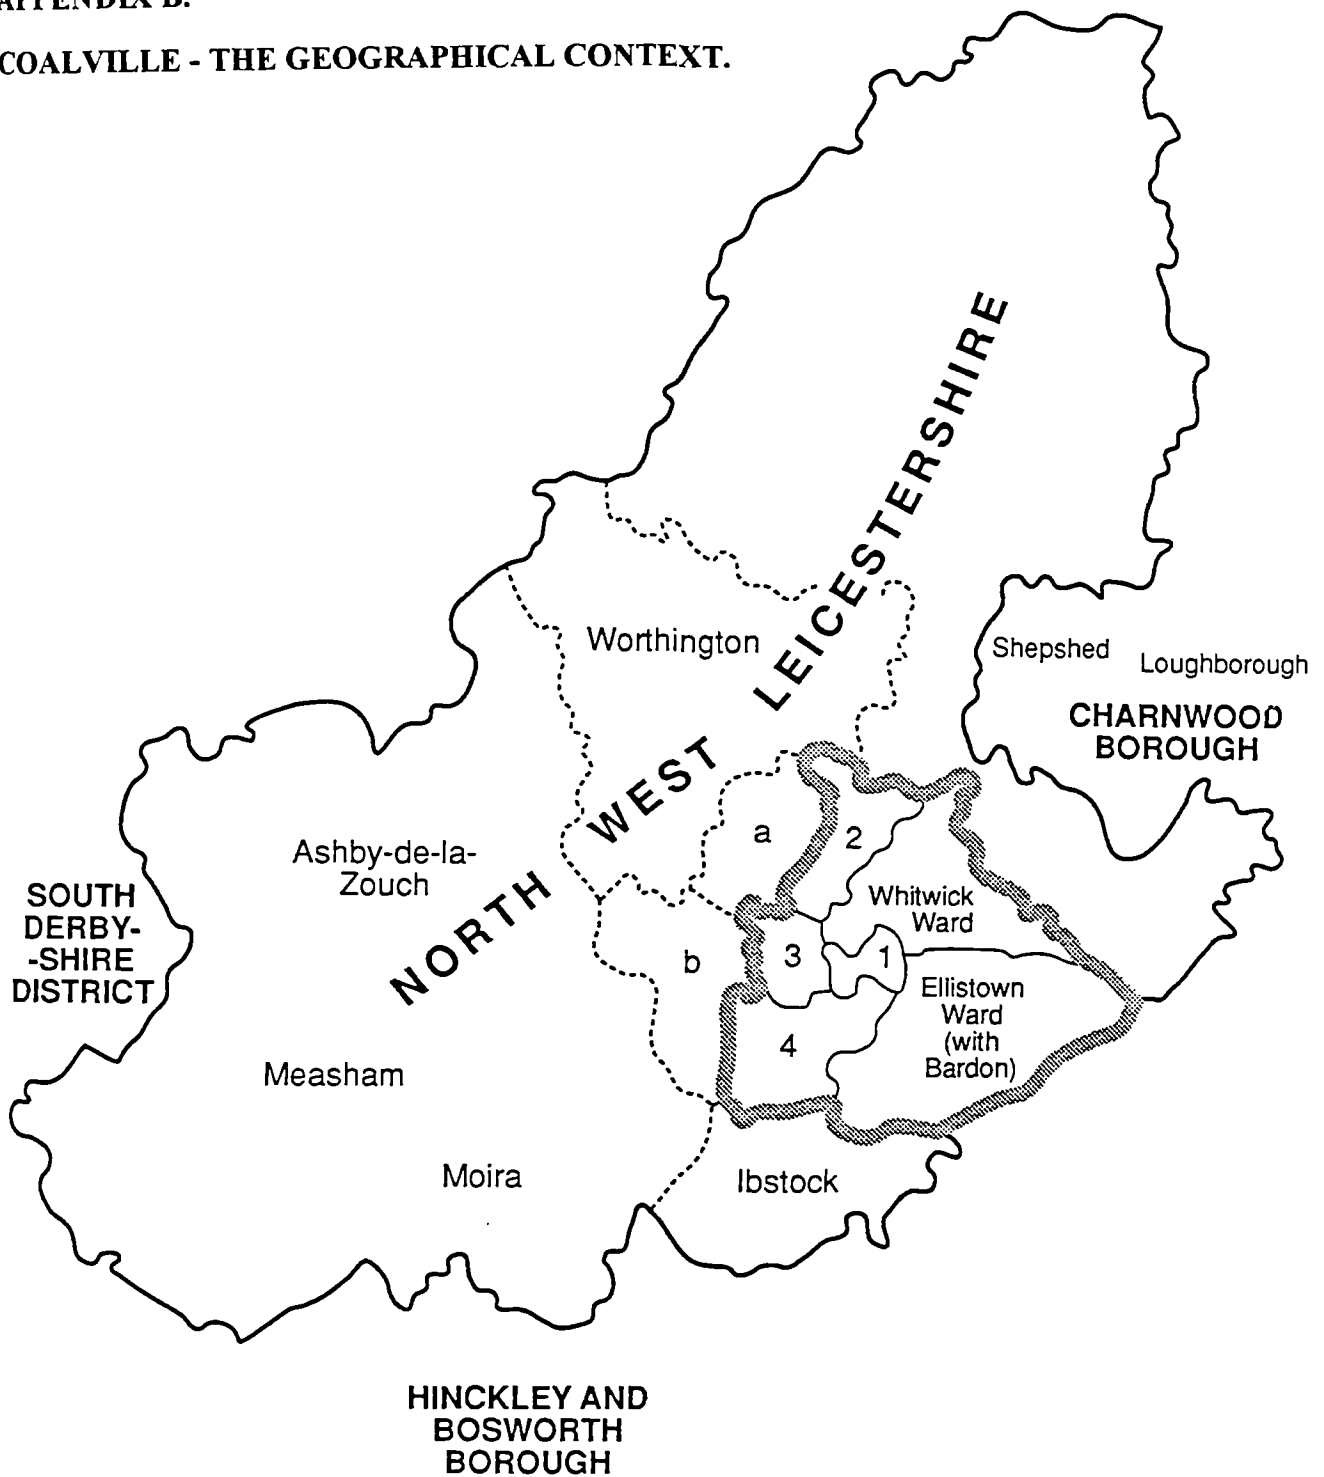 APPENDIX B.
COALVILLE - THE GEOGRAPHICAL CONTEXT.
NORTH WEST LEICESTERSHIRE
Worthington
Shepshed
Loughborough
CHARNWOOD
BOROUGH
a
2
Ashby-de-la-
Zouch
Whitwick
Ward
SOUTH
DERBY-
-SHIRE
DISTRICT
b
3
1
Ellistown
Ward
(with
Bardon)
4
Measham
Moira
Ibstock
HINCKLEY AND
BOSWORTH
BOROUGH